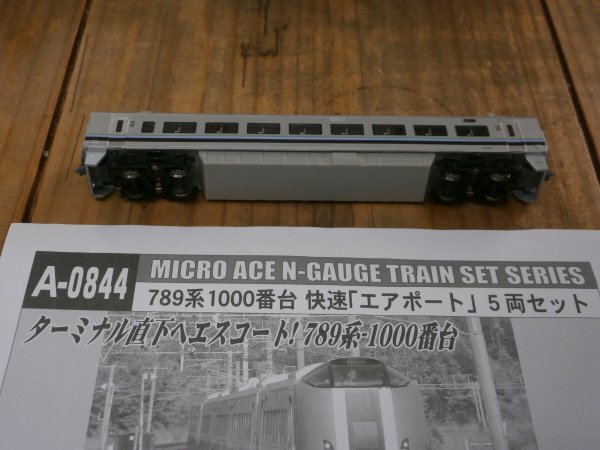 A-0844
MICRO ACE N-GAUGE TRAIN SET SERIES
789系1000番台 快速「エアポート」5両セット
ターミナル直下へエスコート! 789系-1000番台